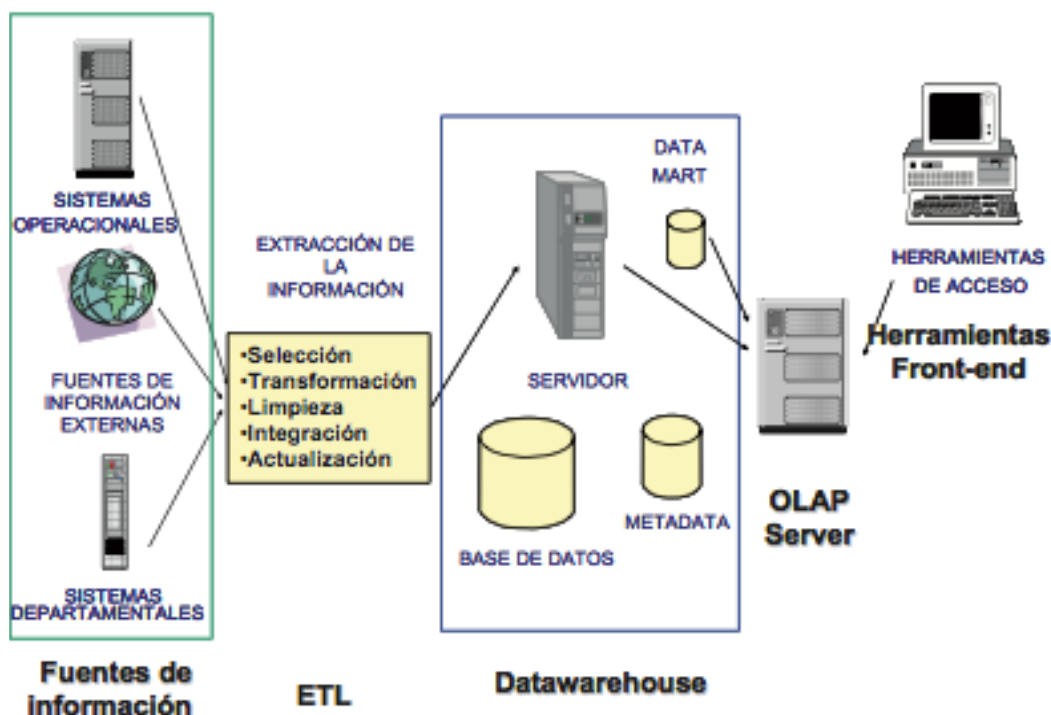 SISTEMAS
OPERACIONALES
FUENTES DE
INFORMACIÓN
EXTERNAS
SISTEMAS
DEPARTAMENTALES
Fuentes de
información
EXTRACCIÓN DE
LA
INFORMACIÓN
•Selección
•Transformación
•Limpieza
•Integración
•Actualización
ETL
DATA
MART
SERVIDOR
BASE DE DATOS
METADATA
Datawarehouse
OLAP
Server
HERRAMIENTAS
DE ACCESO
Herramientas
Front-end